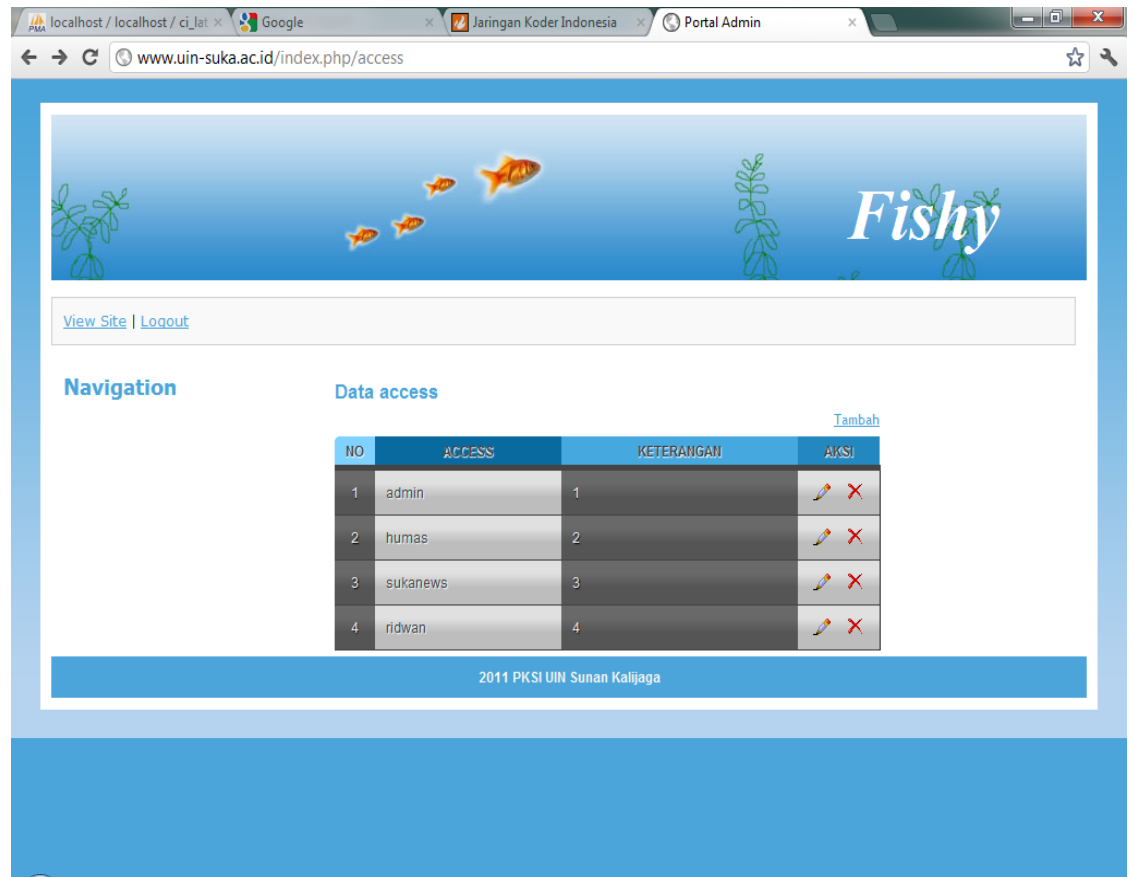 localhost / localhost / ci_lat
Google
Jaringan Koder Indonesia
Portal Admin
www.uin-suka.ac.id/index.php/access
Fishy
View Site | Logout
Navigation
Data access
Tambah
NO ACCESS KETERANGAN AKSI
1 admin 1
2 humas 2
3 sukanews 3
4 ridwan 4
2011 PKSI UIN Sunan Kalijaga